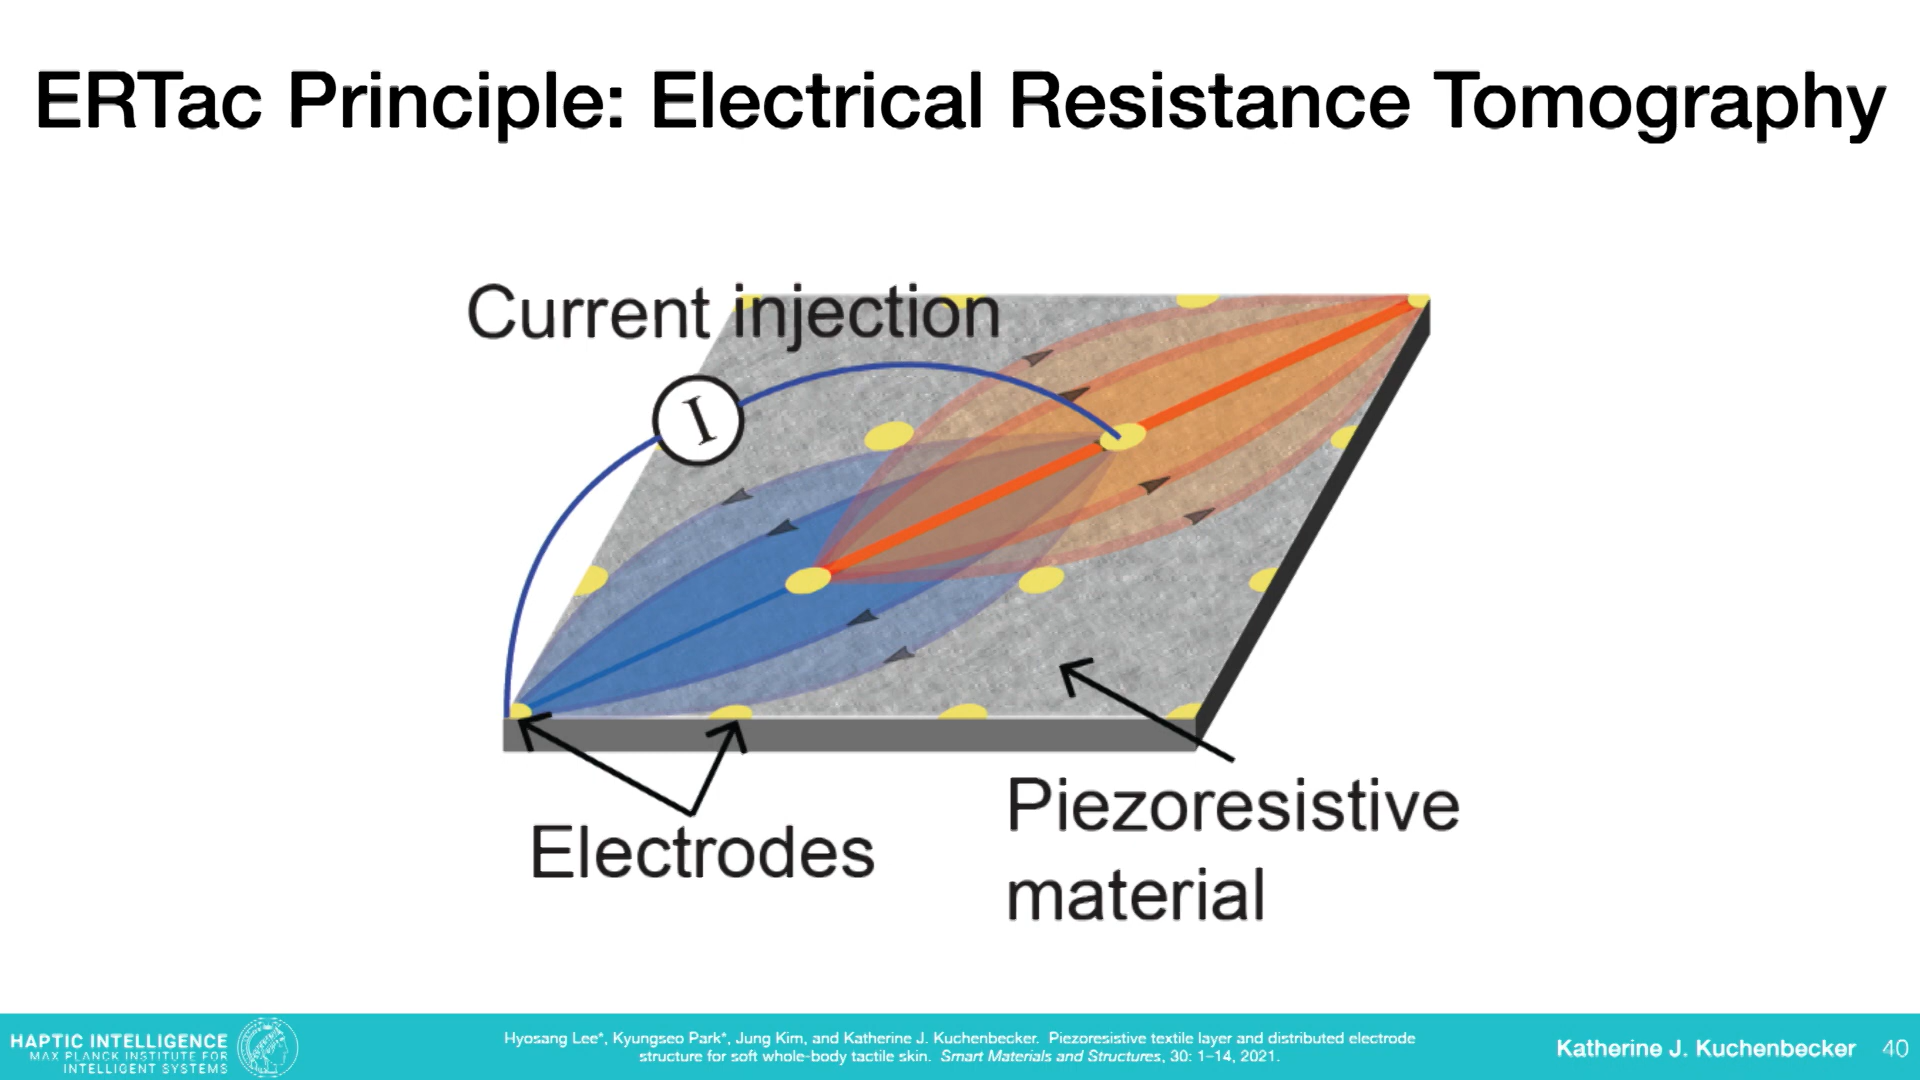 ERTac Principle: Electrical Resistance Tomography
Current injection
I
Electrodes
Piezoresistive
material
HAPTIC INTELLIGENCE
MAX PLANCK INSTITUTE FOR
INTELLIGENT SYSTEMS
Hyosang Lee*, Kyungseo Park*, Jung Kim, and Katherine J. Kuchenbecker. Piezoresistive textile layer and distributed electrode
structure for soft whole-body tactile skin. Smart Materials and Structures, 30: 1–14, 2021.
Katherine J. Kuchenbecker 40